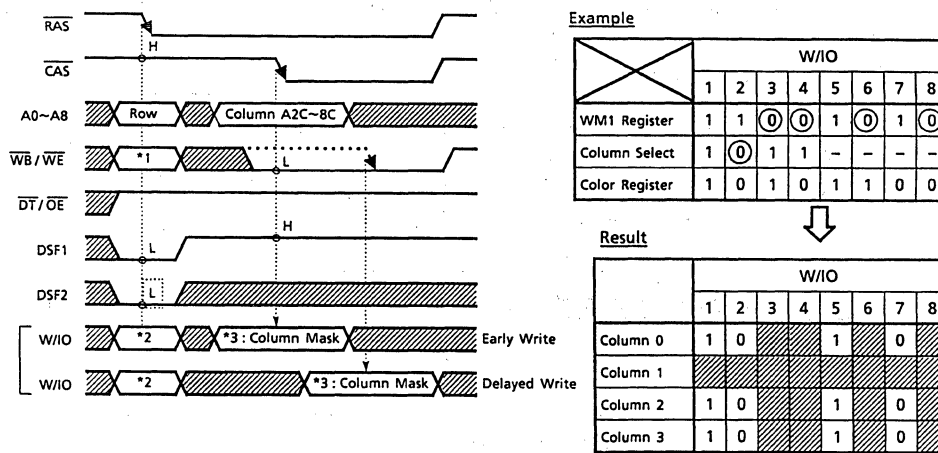 RAS
H
CAS
A0~A8 Row Column A2C~8C
WB / WE *1 L
DT / OE
H
DSF1 L
DSF2 L
W/IO *2 *3 : Column Mask Early Write
W/IO *2 *3 : Column Mask Delayed Write
Example
W/IO
1 2 3 4 5 6 7 8
WM1 Register 1 1 0 0 1 0 1 0
Column Select 1 0 1 1 – – – –
Color Register 1 0 1 0 1 1 0 0
Result
W/IO
1 2 3 4 5 6 7 8
Column 0 1 0 1 0
Column 1
Column 2 1 0 1 0
Column 3 1 0 1 0